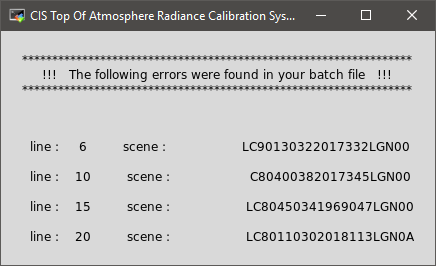 CIS Top Of Atmosphere Radiance Calibration Sys...
******************************************************************
!!! The following errors were found in your batch file !!!
******************************************************************
line : 6 scene : LC90130322017332LGN00
line : 10 scene : C80400382017345LGN00
line : 15 scene : LC80450341969047LGN00
line : 20 scene : LC80110302018113LGN0A